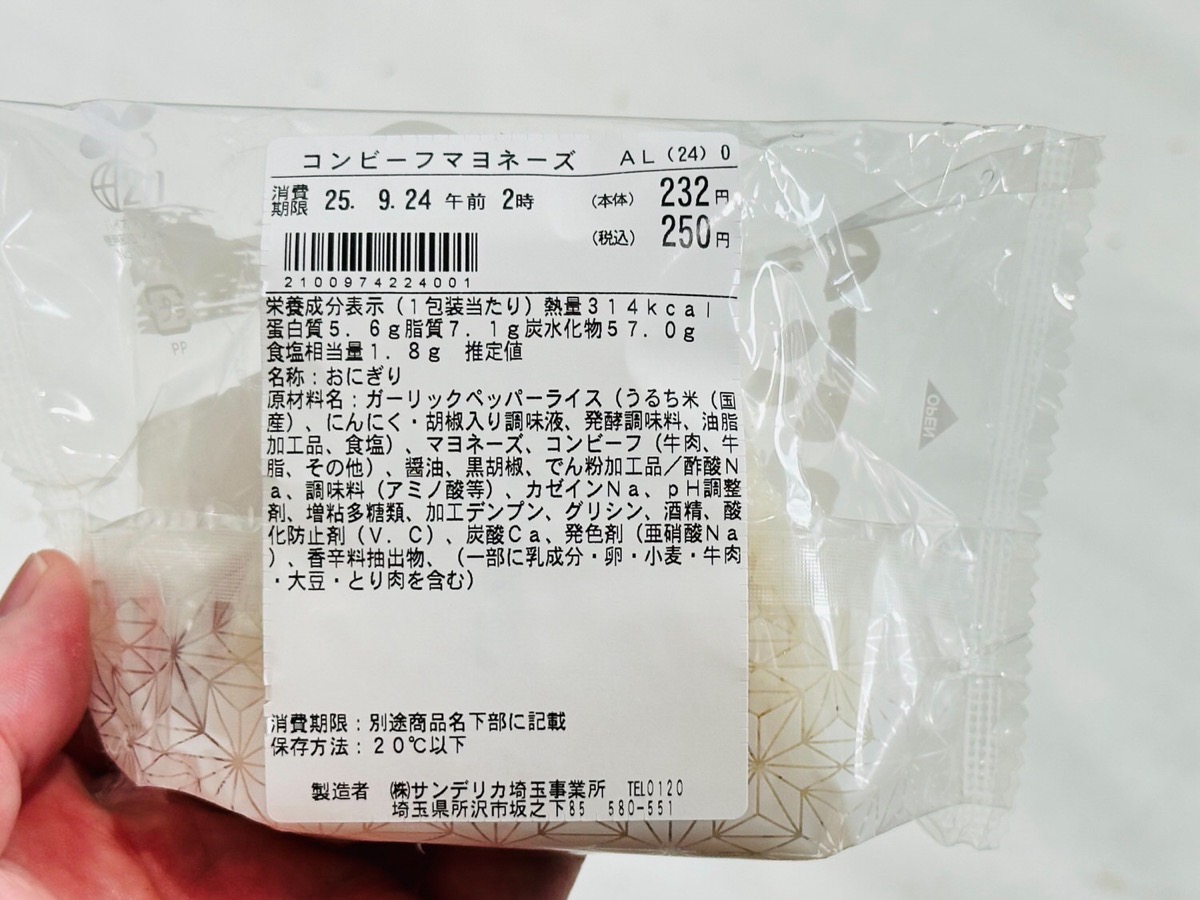 コンビーフマヨネーズ AL(24)0
消費期限 25. 9.24 午前 2時 (本体) 232円
(税込) 250円
2100974224001
栄養成分表示(1包装当たり)熱量314kcal
蛋白質5.6g脂質7.1g炭水化物57.0g
食塩相当量1.8g 推定値
名称:おにぎり
原材料名:ガーリックペッパーライス(うるち米(国
産)、にんにく・胡椒入り調味液、発酵調味料、油脂
加工品、食塩)、マヨネーズ、コンビーフ(牛肉、牛
脂、その他)、醤油、黒胡椒、でん粉加工品/酢酸N
a、調味料(アミノ酸等)、カゼインNa、pH調整
剤、増粘多糖類、加工デンプン、グリシン、酒精、酸
化防止剤(V.C)、炭酸Ca、発色剤(亜硝酸Na
)、香辛料抽出物、(一部に乳成分・卵・小麦・牛肉
・大豆・とり肉を含む)
消費期限:別途商品名下部に記載
保存方法:20℃以下
製造者 ㈱サンデリカ埼玉事業所 TEL0120
埼玉県所沢市坂之下85 580-551
PP
OPEN